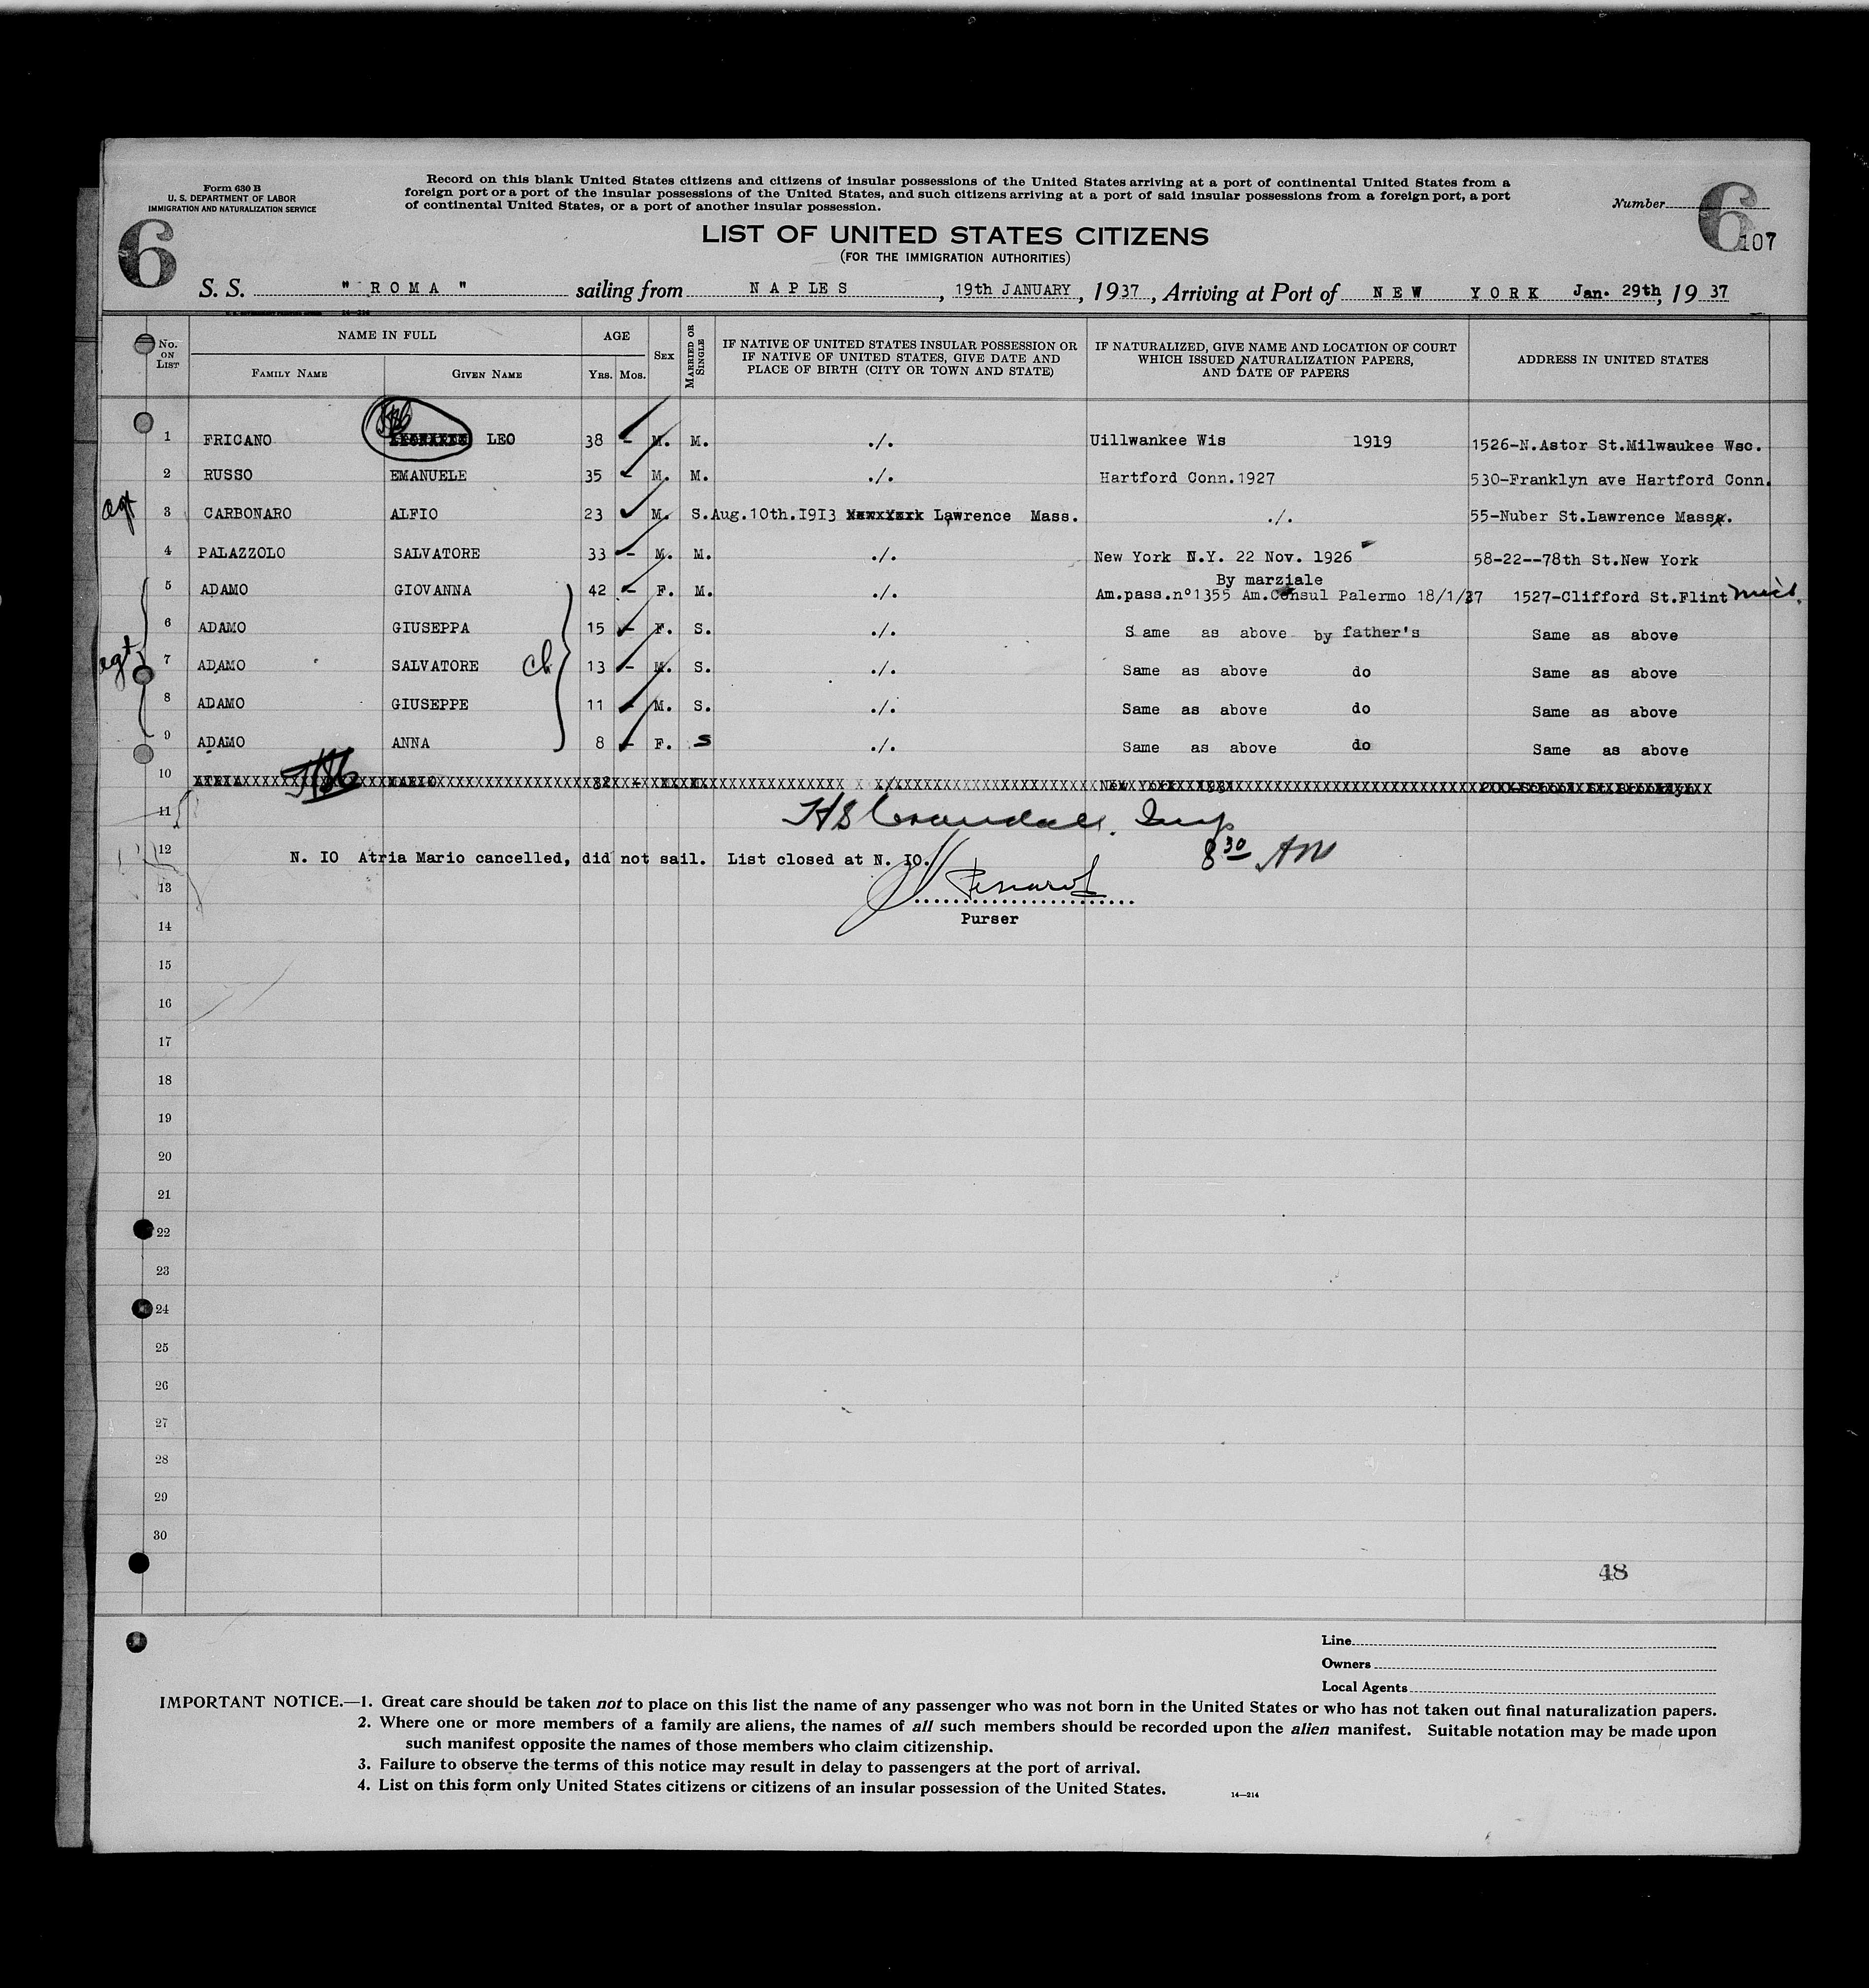 Form 630 B
U. S. DEPARTMENT OF LABOR
IMMIGRATION AND NATURALIZATION SERVICE
Record on this blank United States citizens and citizens of insular possessions of the United States arriving at a port of continental United States from a
foreign port or a port of the insular possessions of the United States, and such citizens arriving at a port of said insular possessions from a foreign port, a port
of continental United States, or a port of another insular possession.
Number
6
6
107
LIST OF UNITED STATES CITIZENS
(FOR THE IMMIGRATION AUTHORITIES)
S. S. " ROMA " sailing from NAPLES, 19th JANUARY, 1937, Arriving at Port of NEW YORK Jan. 29th, 1937
No. ON LIST
NAME IN FULL
FAMILY NAME
GIVEN NAME
AGE
YRS. MOS.
SEX
MARRIED OR SINGLE
IF NATIVE OF UNITED STATES INSULAR POSSESSION OR
IF NATIVE OF UNITED STATES, GIVE DATE AND
PLACE OF BIRTH (CITY OR TOWN AND STATE)
IF NATURALIZED, GIVE NAME AND LOCATION OF COURT
WHICH ISSUED NATURALIZATION PAPERS,
AND DATE OF PAPERS
ADDRESS IN UNITED STATES
1 FRICANO LEO 38 - M. M. ./. Uillwankee Wis 1919 1526-N.Astor St.Milwaukee Wsc.
2 RUSSO EMANUELE 35 - M. M. ./. Hartford Conn.1927 530-Franklyn ave Hartford Conn.
3 CARBONARO ALFIO 23 M. S. Aug.10th.I9I3 Lawrence Mass. ./. 55-Nuber St.Lawrence Mass.
4 PALAZZOLO SALVATORE 33 - M. M. ./. New York N.Y. 22 Nov. 1926 58-22--78th St.New York
By marziale
5 ADAMO GIOVANNA 42 - F. M. ./. Am.pass.nº1355 Am.Consul Palermo 18/1/37 1527-Clifford St.Flint Mich.
6 ADAMO GIUSEPPA 15 - F. S. ./. Same as above by father's Same as above
7 ADAMO SALVATORE ch 13 - M. S. ./. Same as above do Same as above
8 ADAMO GIUSEPPE 11 - M. S. ./. Same as above do Same as above
9 ADAMO ANNA 8 - F. S ./. Same as above do Same as above
10 ATRIA MARIO 32 - New York 1931
11
12 N. IO Atria Mario cancelled, did not sail. List closed at N. IO. 8 30 AM
13
Purser
14
15
16
17
18
19
20
21
22
23
24
25
26
27
28
29
30
48
Line
Owners
Local Agents
IMPORTANT NOTICE.—1. Great care should be taken not to place on this list the name of any passenger who was not born in the United States or who has not taken out final naturalization papers.
2. Where one or more members of a family are aliens, the names of all such members should be recorded upon the alien manifest. Suitable notation may be made upon
such manifest opposite the names of those members who claim citizenship.
3. Failure to observe the terms of this notice may result in delay to passengers at the port of arrival.
4. List on this form only United States citizens or citizens of an insular possession of the United States.
14—214